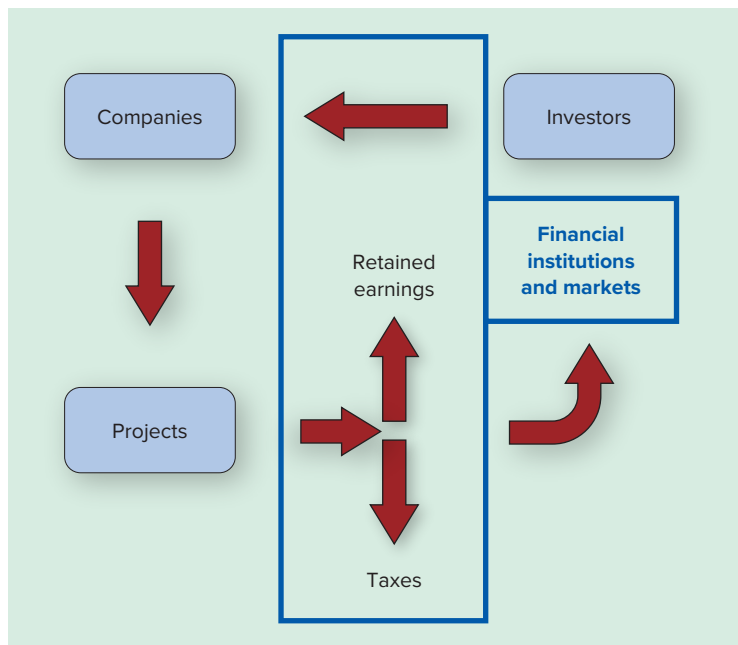 Companies
Investors
Financial
institutions
and markets
Retained
earnings
Projects
Taxes